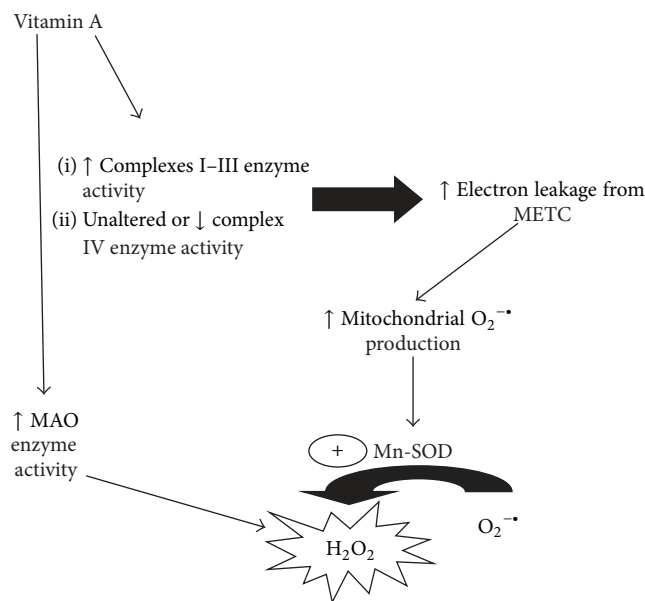 Vitamin A
(i) ↑ Complexes I–III enzyme
activity
(ii) Unaltered or ↓ complex
IV enzyme activity
↑ Electron leakage from
METC
↑ Mitochondrial O₂⁻•
production
↑ MAO
enzyme
activity
+ Mn-SOD
O₂⁻•
H₂O₂